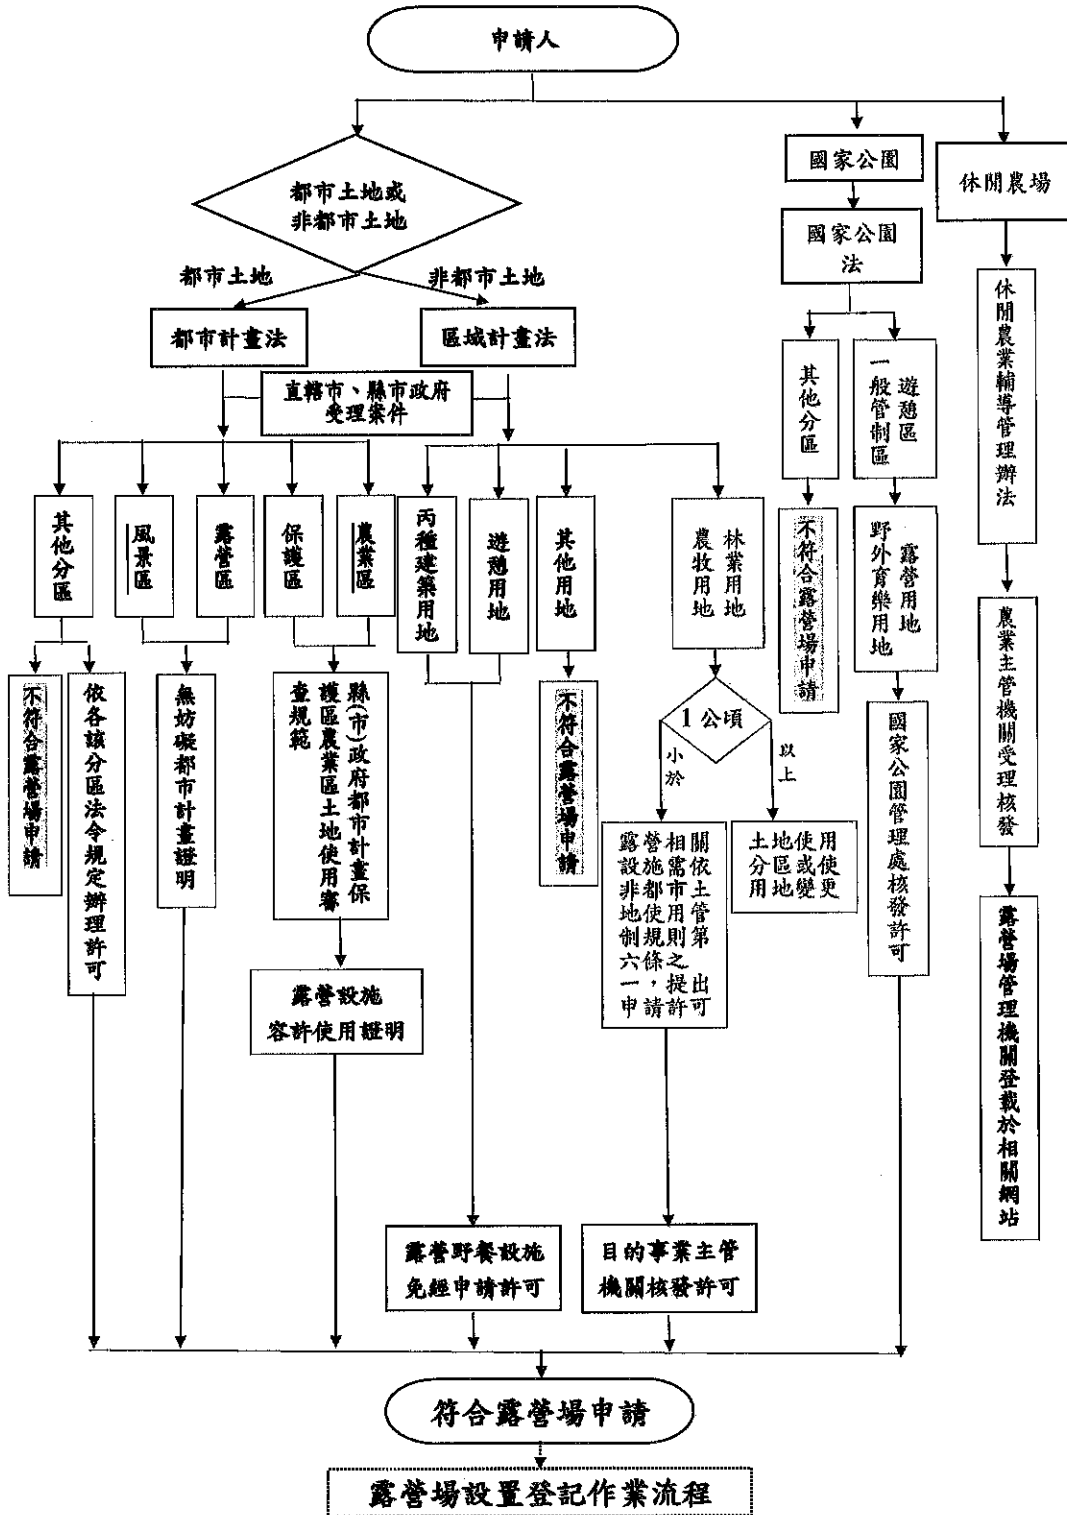 申請人
都市土地或
非都市土地
都市土地
非都市土地
都市計畫法
區域計畫法
直轄市、縣市政府
受理案件
國家公園
國家公園
法
休閒農場
其他分區
風景區
露營區
保護區
農業區
丙種建築用地
遊憩用地
其他用地
林業用地
農牧用地
其他分區
遊憩區
一般管制區
休閒農業輔導管理辦法
不符合露營場申請
依各該分區法令規定辦理許可
無妨礙都市計畫證明
縣(市)政府都市計畫保
護區農業區土地使用審
查規範
露營設施
容許使用證明
不符合露營場申請
1公頃
小於
以上
露營相關
設施需依
非都市土
地使用管
制規則第
六條之
一,提出
申請許可
土地使用
分區或使
用地變更
不符合露營場申請
露營用地
野外育樂用地
國家公園管理處核發許可
農業主管機關受理核發
露營場管理機關登載於相關網站
露營野餐設施
免經申請許可
目的事業主管
機關核發許可
符合露營場申請
露營場設置登記作業流程